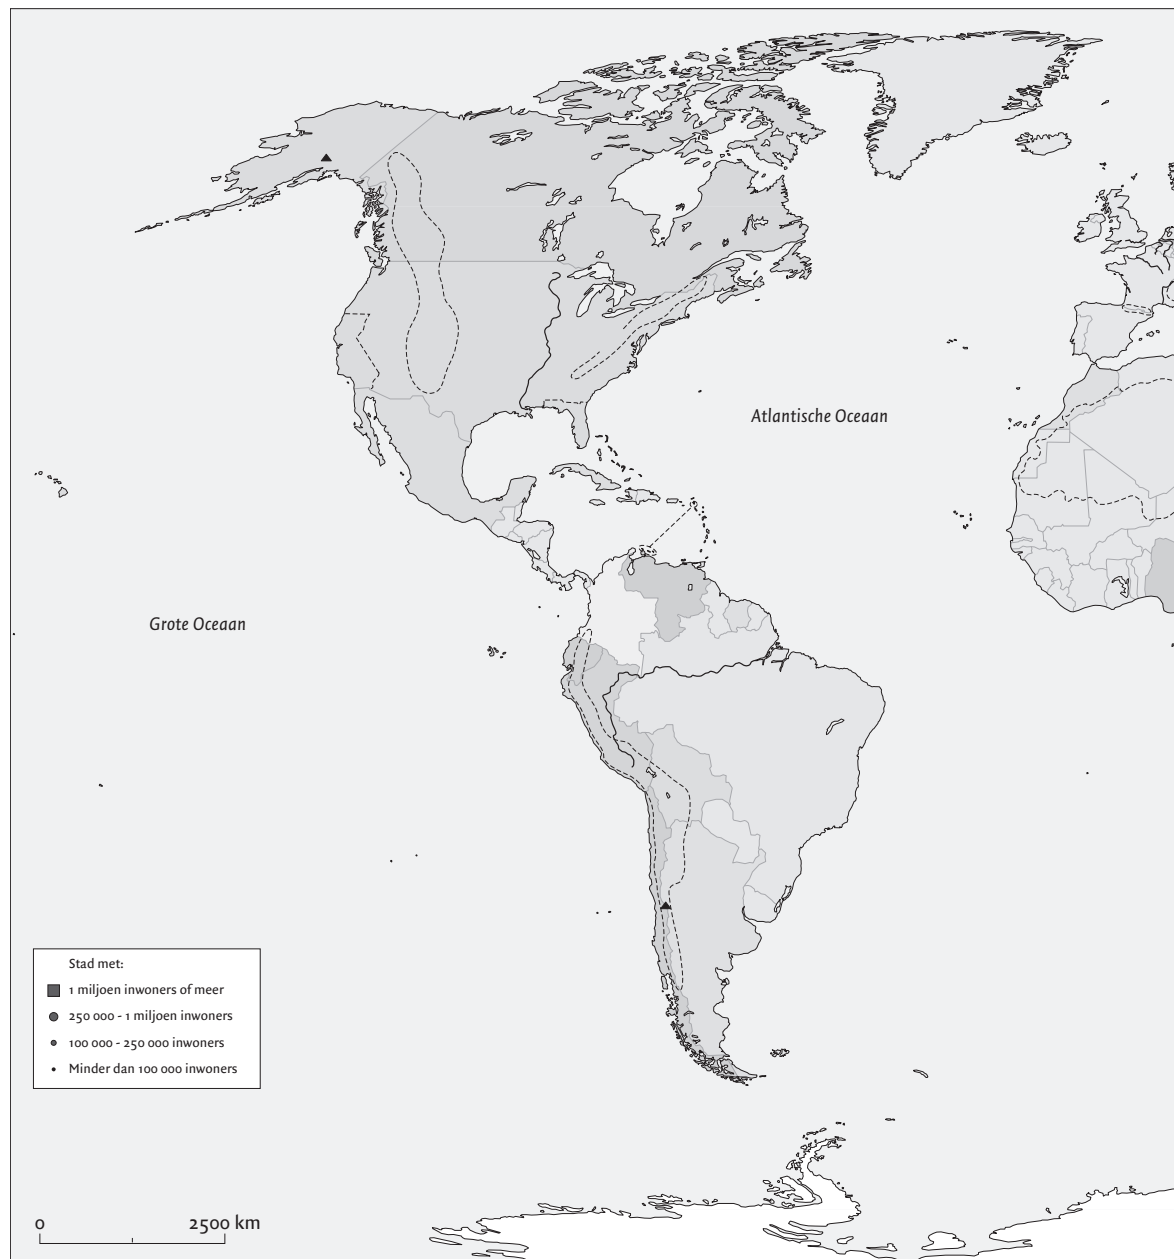 Atlantische Oceaan
Grote Oceaan
Stad met:
1 miljoen inwoners of meer
250 000 - 1 miljoen inwoners
100 000 - 250 000 inwoners
Minder dan 100 000 inwoners
0 2500 km